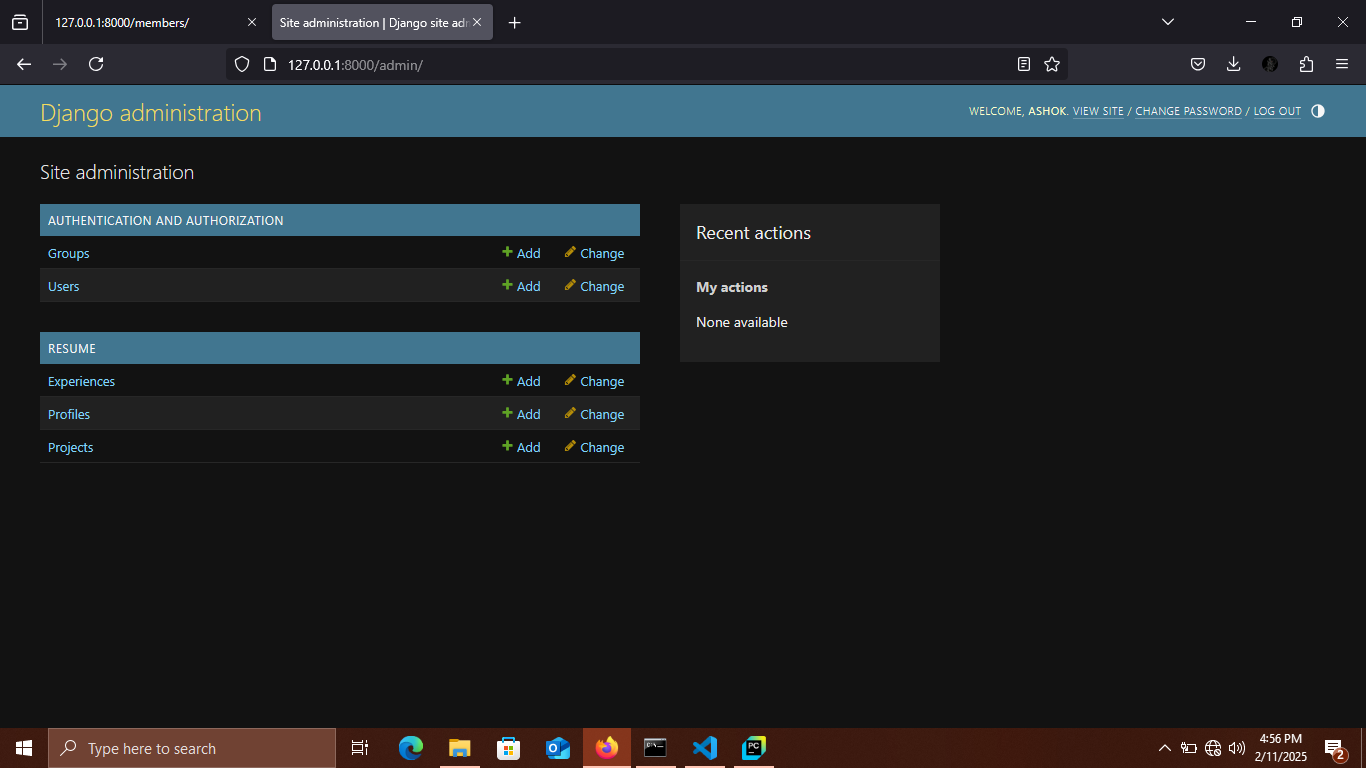 127.0.0.1:8000/members/
Site administration | Django site adm
127.0.0.1:8000/admin/
Django administration
WELCOME, ASHOK. VIEW SITE / CHANGE PASSWORD / LOG OUT
Site administration
AUTHENTICATION AND AUTHORIZATION
Groups Add Change
Users Add Change
RESUME
Experiences Add Change
Profiles Add Change
Projects Add Change
Recent actions
My actions
None available
Type here to search
PC
4:56 PM
2/11/2025
2